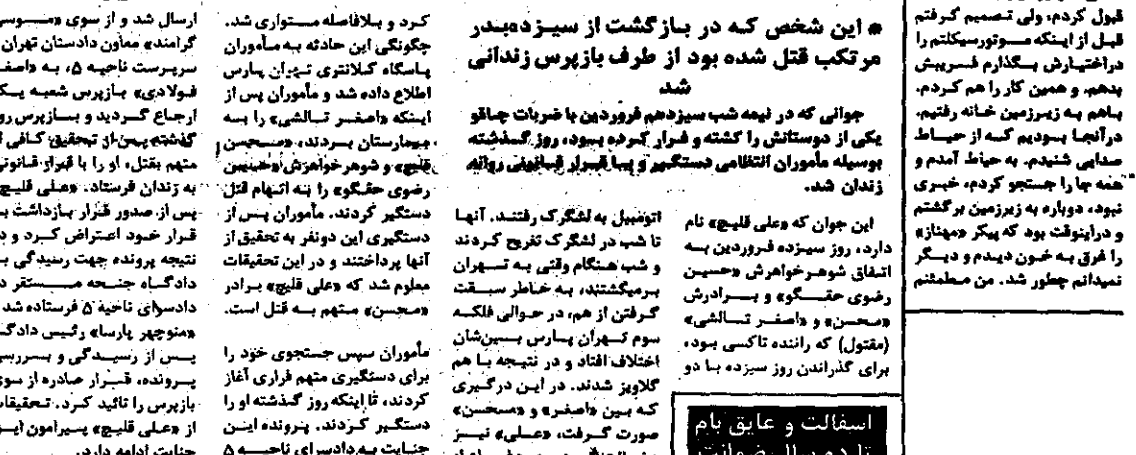 قبول کردم، ولی تصمیم گرفتم
قبل از اینکه موتورسیکلتم را
دراختیارش بگذارم فریبش
بدهم. و همین کار را هم کردم.
باهم به زیرزمین خانه رفتیم.
درآنجا بودیم که از حیاط
صدایی شنیدم. به حیاط آمدم و
همه جا را جستجو کردم، خبری
نبود، دوباره به زیرزمین برگشتم
و دراینوقت بود که پیکر «مهناز»
را غرق به خون دیدم و دیگر
نمیدانم چطور شد. من مطمئنم
* این شخص که در بازگشت از سیزده‌بدر
مرتکب قتل شده بود از طرف بازپرس زندانی
شد
جوانی که در نیمه شب سیزدهم فروردین با ضربات چاقو
یکی از دوستانش را کشته و فرار کرده بود، روز گذشته
بوسیله مأموران انتظامی دستگیر و با قرار قانونی روانه
زندان شد.
این جوان که «علی قلیچ» نام
دارد، روز سیزده فروردین به
اتفاق شوهرخواهرش «حسین
رضوی حقگو» و برادرش
«محسن» و «اصغر تالشی»
(مقتول) که راننده تاکسی بود،
برای گذراندن روز سیزده با دو
اتومبیل به لشگرک رفتند. آنها
تا شب در لشگرک تفریح کردند
و شب هنگام وقتی به تهران
برمیگشتند، به خاطر سبقت
گرفتن از هم، در حوالی فلکه
سوم تهران پارس بین‌شان
اختلاف افتاد و در نتیجه با هم
گلاویز شدند. در این درگیری
که بین «اصغر» و «محسن»
صورت گرفت، «علی» نیز
کرد و بلافاصله متواری شد.
چگونگی این حادثه به مأموران
پاسگاه کلانتری تهران پارس
اطلاع داده شد و مأموران پس از
اینکه «اصغر تالشی» را به
بیمارستان بردند، «محسن
قلیچ» و شوهرخواهرش «حسین
رضوی حقگو» را به اتهام قتل
دستگیر کردند. مأموران پس از
دستگیری این دونفر به تحقیق از
آنها پرداختند و در این تحقیقات
معلوم شد که «علی قلیچ» برادر
«محسن» متهم به قتل است.
مأموران سپس جستجوی خود را
برای دستگیری متهم فراری آغاز
کردند، تا اینکه روز گذشته او را
دستگیر کردند. پرونده این
جنایت به دادسرای ناحیه ۵
ارسال شد و از سوی
گرامند» معاون دادستان تهران
سرپرست ناحیه ۵، به
فولادی» بازپرس شعبه
ارجاع گردید و بازپرس
گذشته پس از تحقیق کافی
متهم بقتل، او را با قرار قانونی
به زندان فرستاد. «علی قلیچ
پس از صدور قرار بازداشت
قرار خود اعتراض کرد و
نتیجه پرونده جهت رسیدگی
دادگاه جنحه مستقر
دادسرای ناحیه ۵ فرستاده شد
«منوچهر پارسا» رئیس
پس از رسیدگی و
پرونده، قرار صادره از سوی
بازپرس را تائید کرد. تحقیقات
از «علی قلیچ» پیرامون
جنایت ادامه دارد.
اسفالت و عایق بام